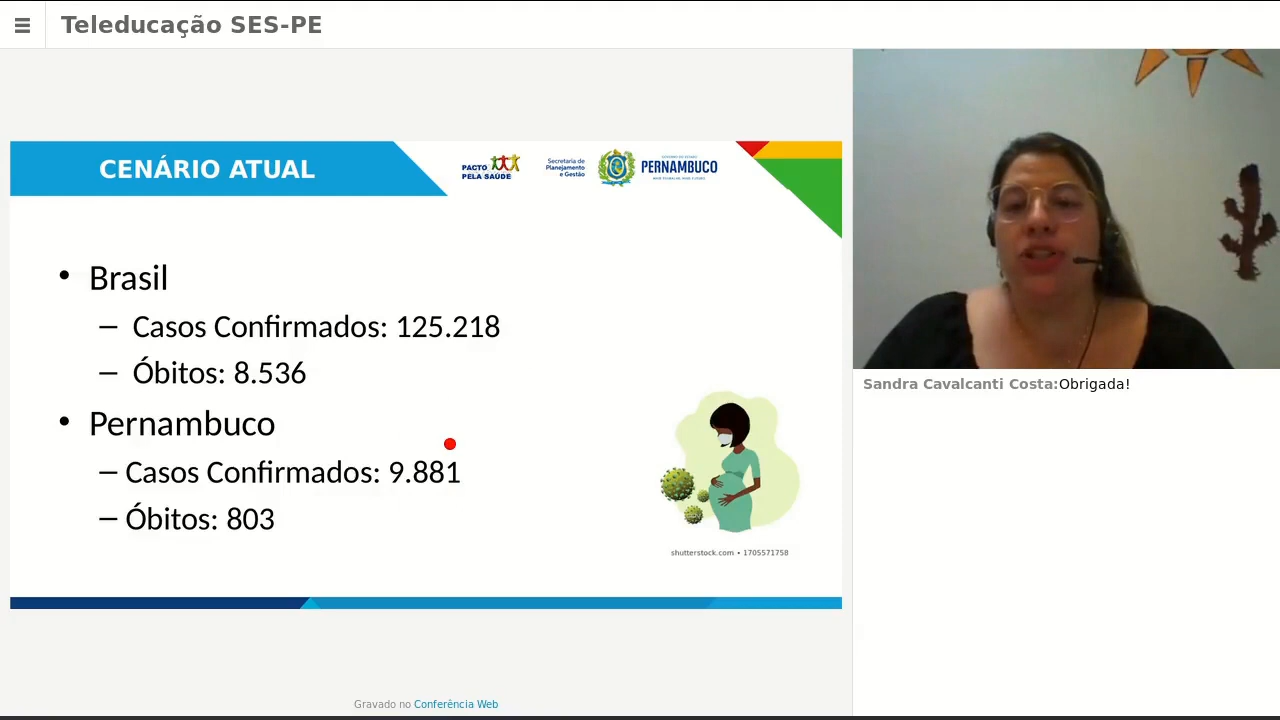 Teleducação SES-PE
CENÁRIO ATUAL
PACTO
PELA SAÚDE
Secretaria de
Planejamento
e Gestão
PERNAMBUCO
• Brasil
– Casos Confirmados: 125.218
– Óbitos: 8.536
• Pernambuco
– Casos Confirmados: 9.881
– Óbitos: 803
shutterstock.com • 1705571758
Sandra Cavalcanti Costa:Obrigada!
Gravado no Conferência Web